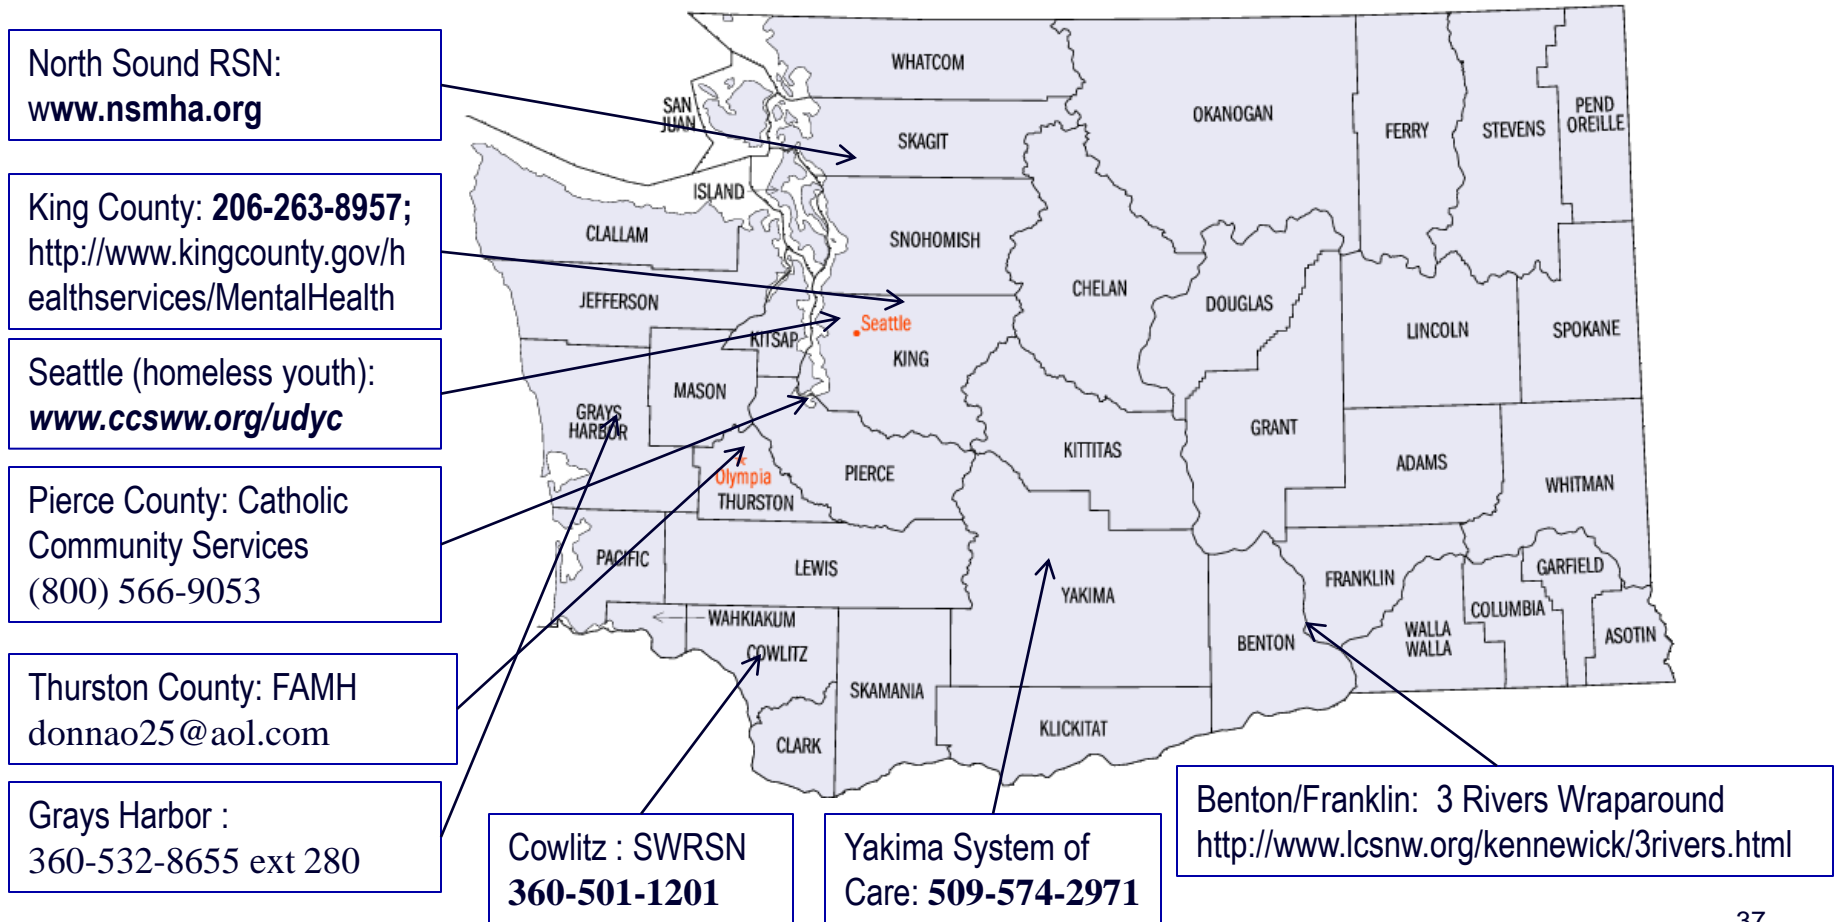 North Sound RSN:
www.nsmha.org
King County: 206-263-8957;
http://www.kingcounty.gov/h
ealthservices/MentalHealth
Seattle (homeless youth):
www.ccsww.org/udyc
Pierce County: Catholic
Community Services
(800) 566-9053
Thurston County: FAMH
donnao25@aol.com
Grays Harbor :
360-532-8655 ext 280
Cowlitz : SWRSN
360-501-1201
Yakima System of
Care: 509-574-2971
Benton/Franklin: 3 Rivers Wraparound
http://www.lcsnw.org/kennewick/3rivers.html
WHATCOM
SAN
JUAN
SKAGIT
ISLAND
OKANOGAN
FERRY
STEVENS
PEND
OREILLE
CLALLAM
SNOHOMISH
JEFFERSON
CHELAN
DOUGLAS
KITSAP
Seattle
KING
LINCOLN
SPOKANE
MASON
GRAYS
HARBOR
GRANT
KITTITAS
ADAMS
PIERCE
Olympia
THURSTON
WHITMAN
PACIFIC
LEWIS
YAKIMA
FRANKLIN
GARFIELD
COLUMBIA
WAHKIAKUM
COWLITZ
BENTON
WALLA
WALLA
ASOTIN
SKAMANIA
KLICKITAT
CLARK
37